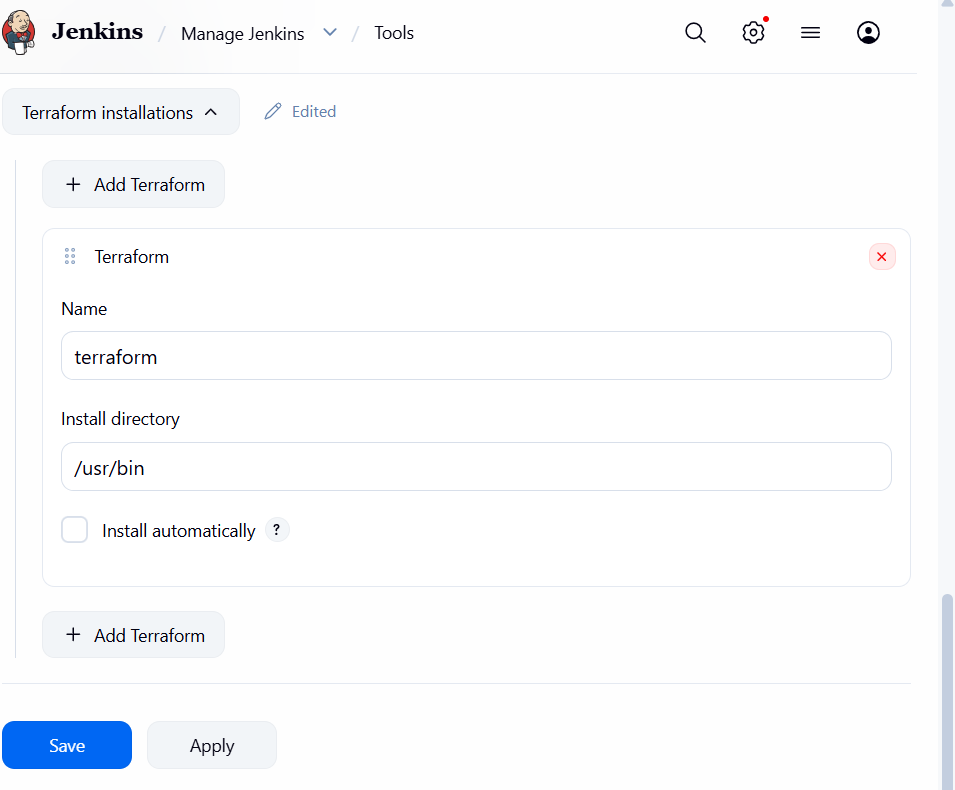 Jenkins / Manage Jenkins / Tools
Terraform installations Edited
+ Add Terraform
Terraform
Name
terraform
Install directory
/usr/bin
Install automatically ?
+ Add Terraform
Save Apply